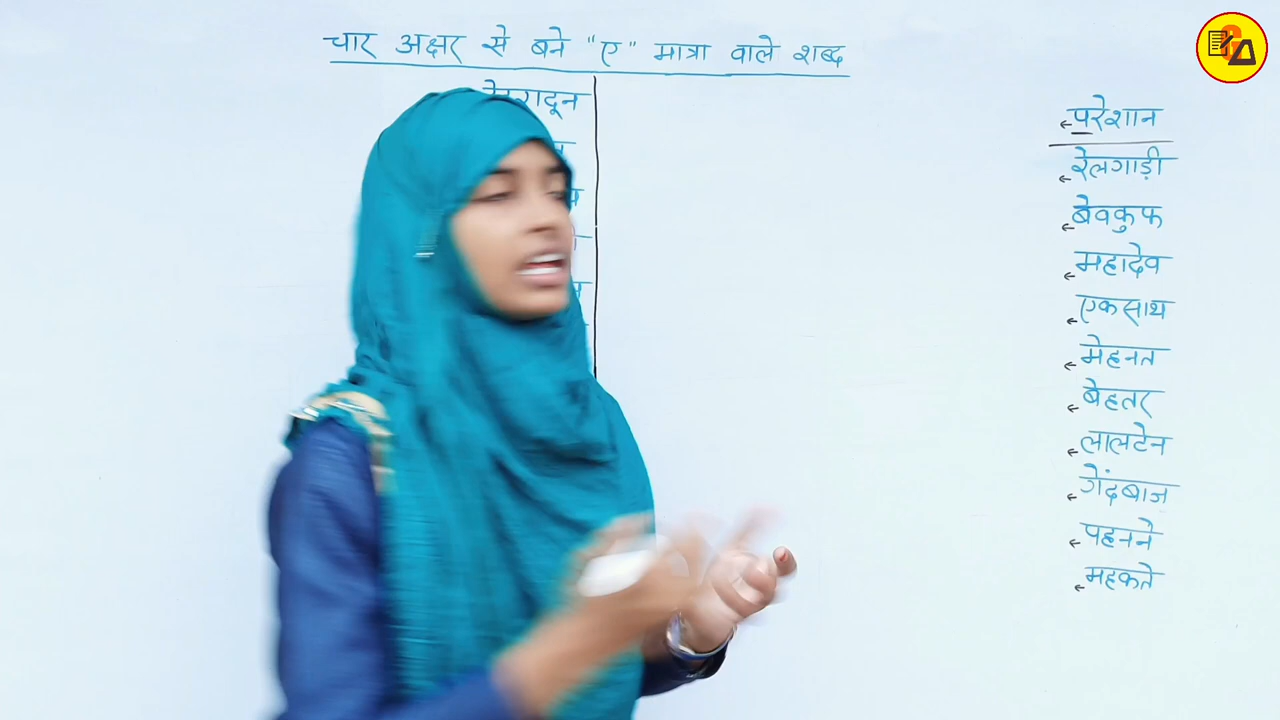 चार अक्षर से बने "ए" मात्रा वाले शब्द
परेशान
रेलगाड़ी
बेवकुफ
महादेव
एकसाथ
मेहनत
बेहतर
लालटेन
गेंदबाज
पहनने
महकते